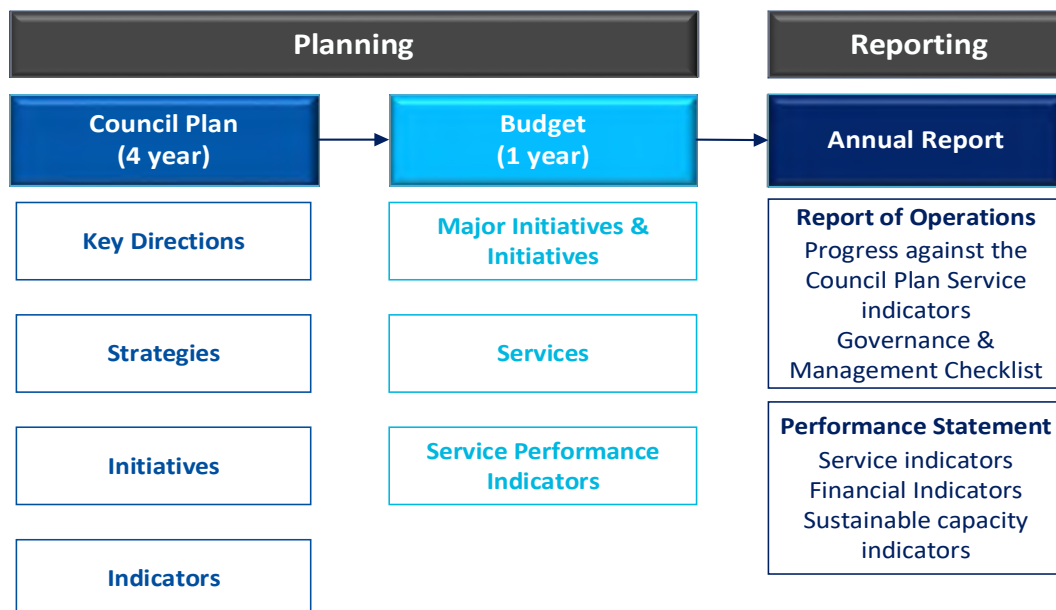 Planning
Reporting
Council Plan
(4 year)
Budget
(1 year)
Annual Report
Key Directions
Strategies
Initiatives
Indicators
Major Initiatives &
Initiatives
Services
Service Performance
Indicators
Report of Operations
Progress against the
Council Plan Service
indicators
Governance &
Management Checklist
Performance Statement
Service indicators
Financial Indicators
Sustainable capacity
indicators